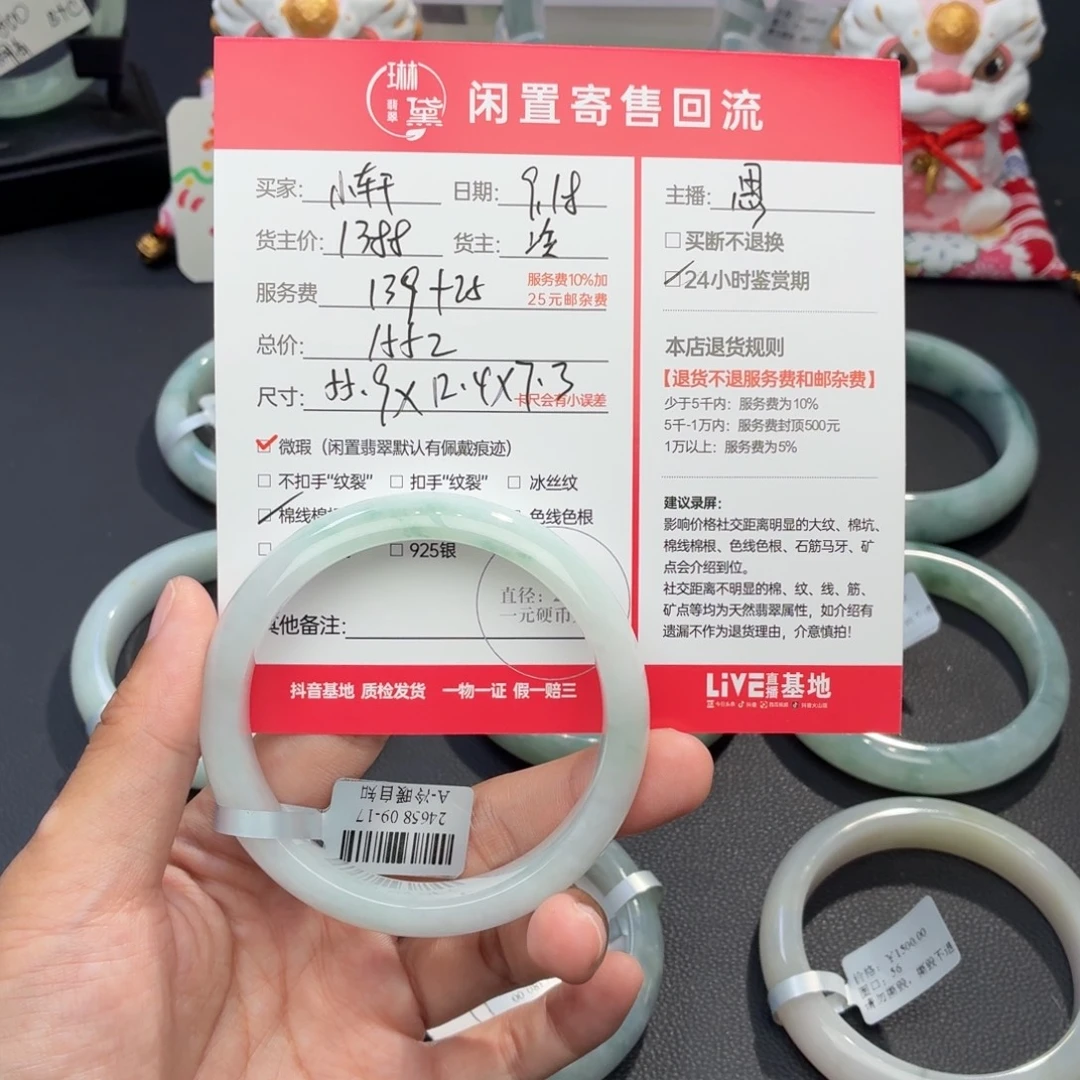 琳黛
翡翠
闲置寄售回流
买家: 小轩 日期: 9.18
货主价: 1388 货主:
服务费 139+25 服务费10%加
25元邮杂费
总价: 1552
尺寸: 55.9X12.4X7.3
卡尺会有小误差
微瑕（闲置翡翠默认有佩戴痕迹）
不扣手“纹裂” 扣手“纹裂” 冰丝纹
棉线棉 色线色根
925银
直径:
一元硬币
其他备注:
抖音基地 质检发货 一物一证 假一赔三
主播: 思
买断不退换
24小时鉴赏期
本店退货规则
【退货不退服务费和邮杂费】
少于5千内：服务费为10%
5千-1万内：服务费封顶500元
1万以上：服务费为5%
建议录屏：
影响价格社交距离明显的大纹、棉坑、
棉线棉根、色线色根、石筋马牙、矿
点会介绍到位。
社交距离不明显的棉、纹、线、筋、
矿点等均为天然翡翠属性，如介绍有
遗漏不作为退货理由，介意慎拍！
LiVE直播基地
24658 09-17
A-冷暖自知
价格: ¥1500.00
圈口: 56